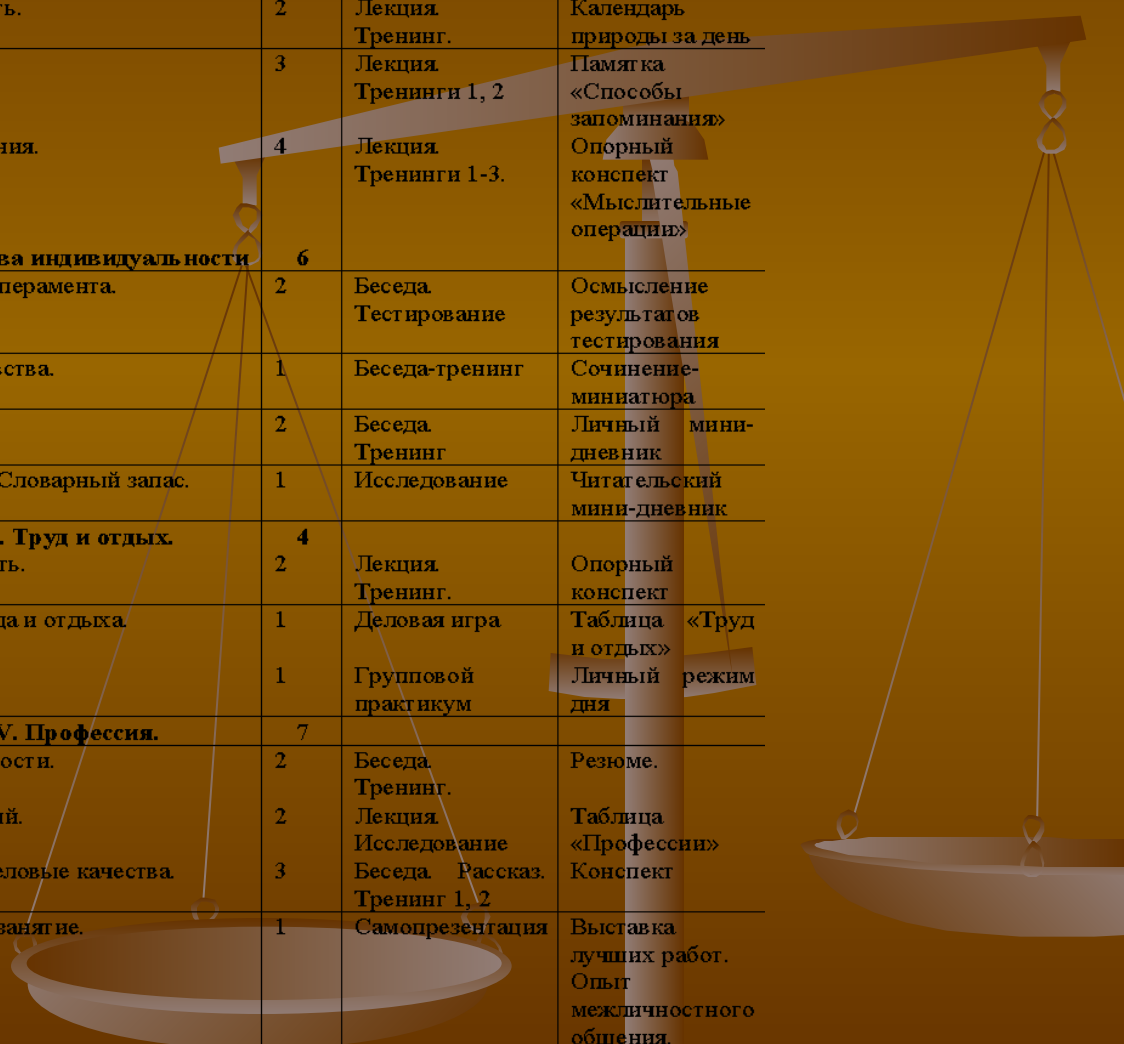 ть. 2 Лекция. Календарь
Тренинг. природы за день
3 Лекция. Памятка
Тренинги 1, 2 «Способы
запоминания»
ния. 4 Лекция. Опорный
Тренинги 1-3. конспект
«Мыслительные
операции»
ва индивидуальности 6
перамента. 2 Беседа. Осмысление
Тестирование результатов
тестирования
вства. 1 Беседа-тренинг Сочинение-
миниатюра
2 Беседа. Личный мини-
Тренинг дневник
Словарный запас. 1 Исследование Читательский
мини-дневник
. Труд и отдых. 4
ть. 2 Лекция. Опорный
Тренинг. конспект
да и отдыха. 1 Деловая игра Таблица «Труд
и отдых»
1 Групповой Личный режим
практикум дня
V. Профессия. 7
ости. 2 Беседа. Резюме.
Тренинг.
ий. 2 Лекция. Таблица
Исследование «Профессии»
еловые качества. 3 Беседа. Рассказ. Конспект
Тренинг 1, 2
занятие. 1 Самопрезентация Выставка
лучших работ.
Опыт
межличностного
общения.